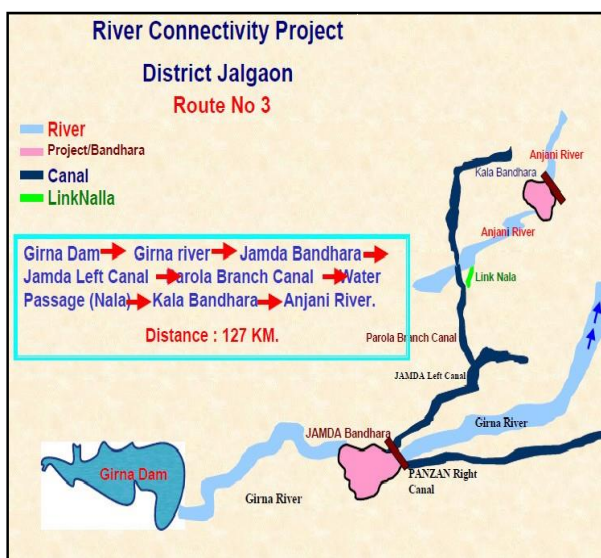 River Connectivity Project
District Jalgaon
Route No 3
River
Project/Bandhara
Canal
LinkNalla
Girna Dam Girna river Jamda Bandhara
Jamda Left Canal Parola Branch Canal Water
Passage (Nala) Kala Bandhara Anjani River.
Distance : 127 KM.
Anjani River
Kala Bandhara
Anjani River
Link Nala
Parola Branch Canal
JAMDA Left Canal
Girna River
JAMDA Bandhara
PANZAN Right
Canal
Girna Dam
Girna River